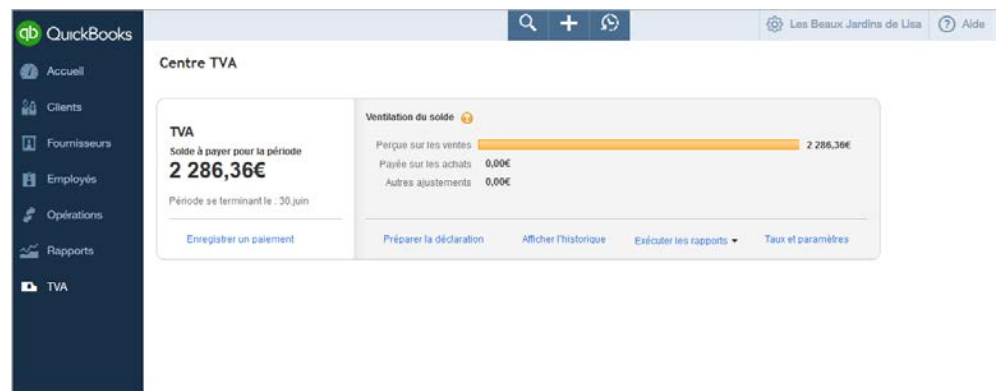 qb QuickBooks
Les Beaux Jardins de Lisa
? Aide
Accueil
Clients
Fournisseurs
Employés
Opérations
Rapports
TVA
Centre TVA
TVA
Solde à payer pour la période
2 286,36€
Période se terminant le : 30.juin
Enregistrer un paiement
Ventilation du solde
Perçue sur les ventes 2 286,36€
Payée sur les achats 0,00€
Autres ajustements 0,00€
Préparer la déclaration Afficher l'historique Exécuter les rapports Taux et paramètres